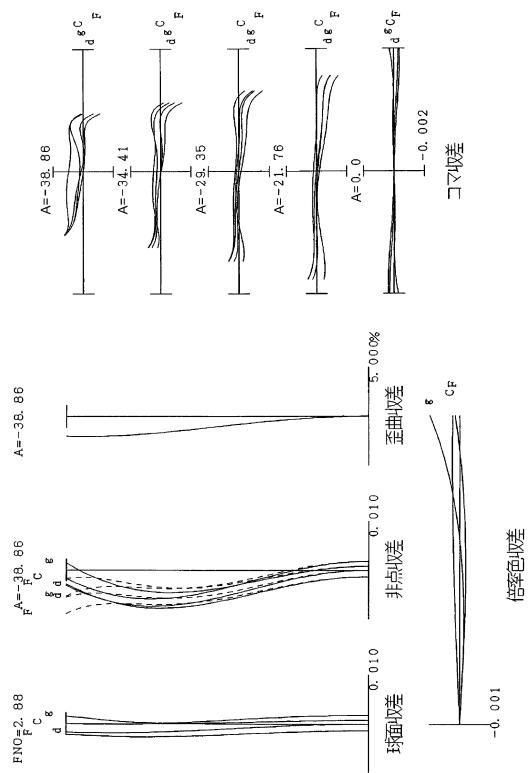 FNO=2.88
F C g
d
0.010
球面収差
A=-38.86
F C
F g d d g
0.010
非点収差
A=-38.86
5.000%
歪曲収差
A=-38.86
d g C F
A=-34.41
d g C F
A=-29.35
d g C F
A=-21.76
d g C F
A=0.0
d g C F
-0.002
コマ収差
g
C F
-0.001
倍率色収差